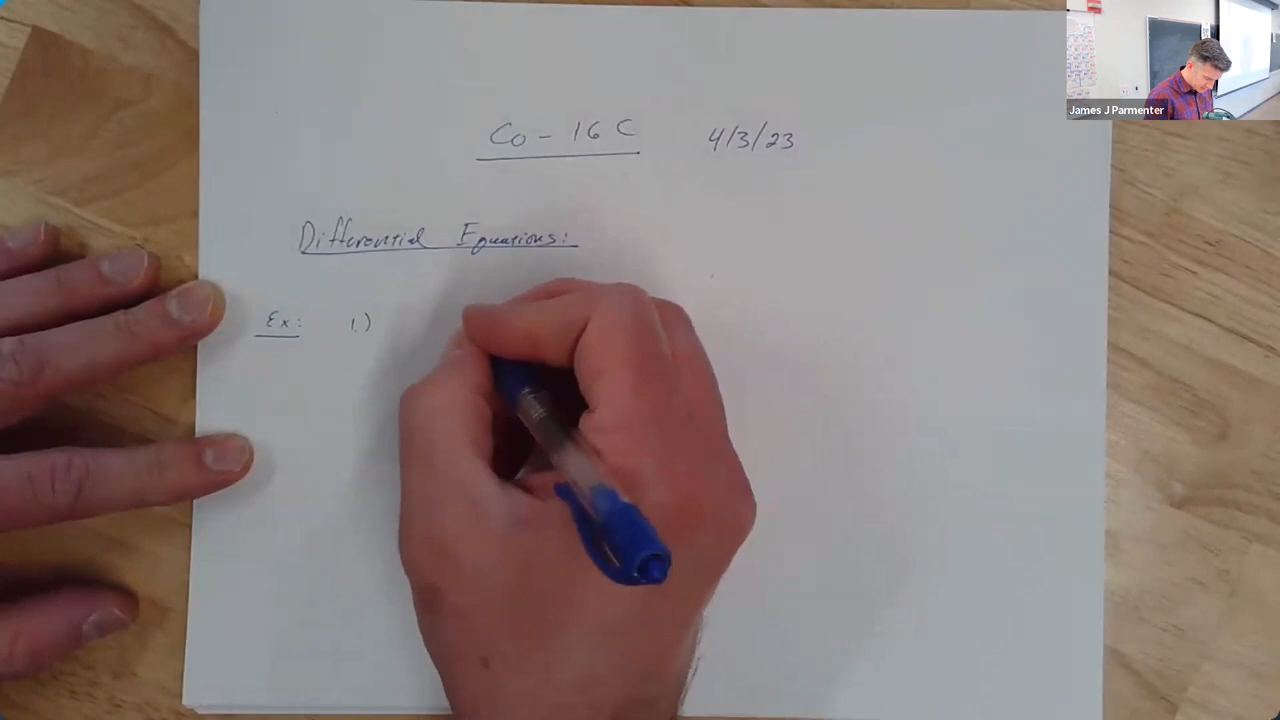 Co - 16 C 4/3/23
Differential Equations:
Ex: 1.)
James J Parmenter